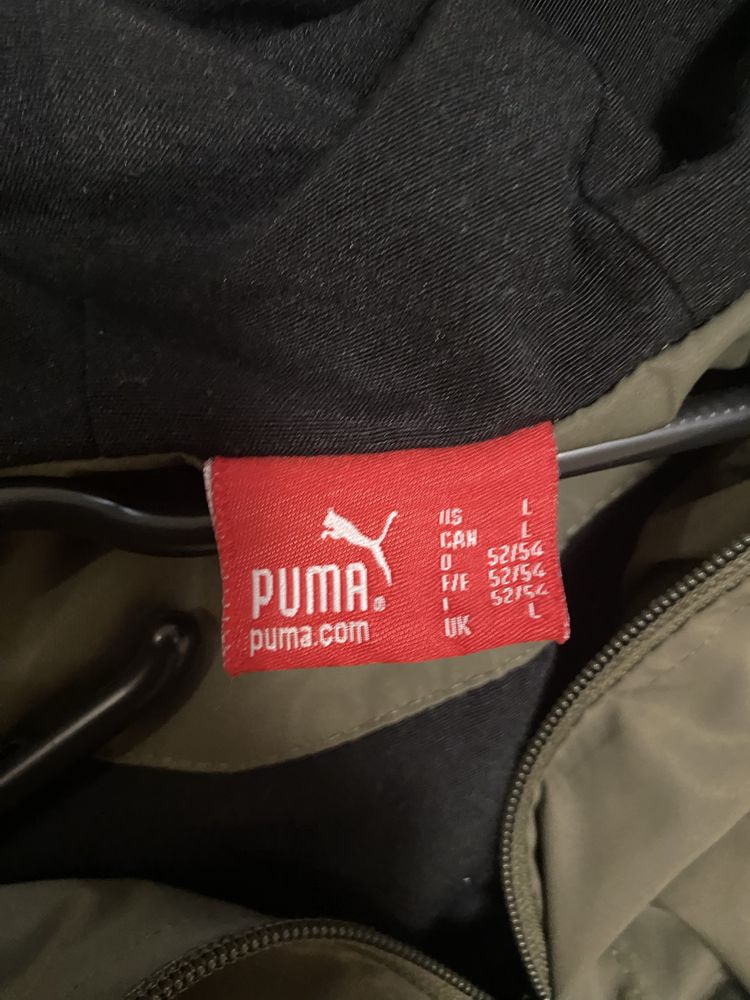 PUMA®
puma.com
US L
CAN L
D 52/54
F/E 52/54
I 52/54
UK L